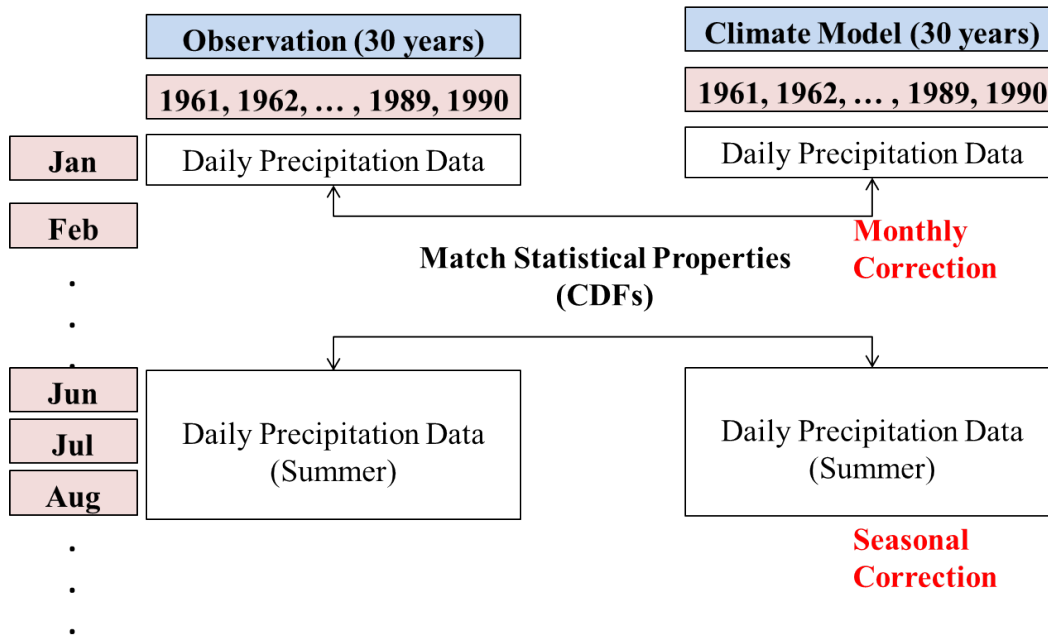 Observation (30 years)
Climate Model (30 years)
1961, 1962, … , 1989, 1990
1961, 1962, … , 1989, 1990
Jan
Daily Precipitation Data
Daily Precipitation Data
Feb
Monthly
Correction
Match Statistical Properties
(CDFs)
.
.
.
Jun
Jul
Aug
Daily Precipitation Data
(Summer)
Daily Precipitation Data
(Summer)
Seasonal
Correction
.
.
.